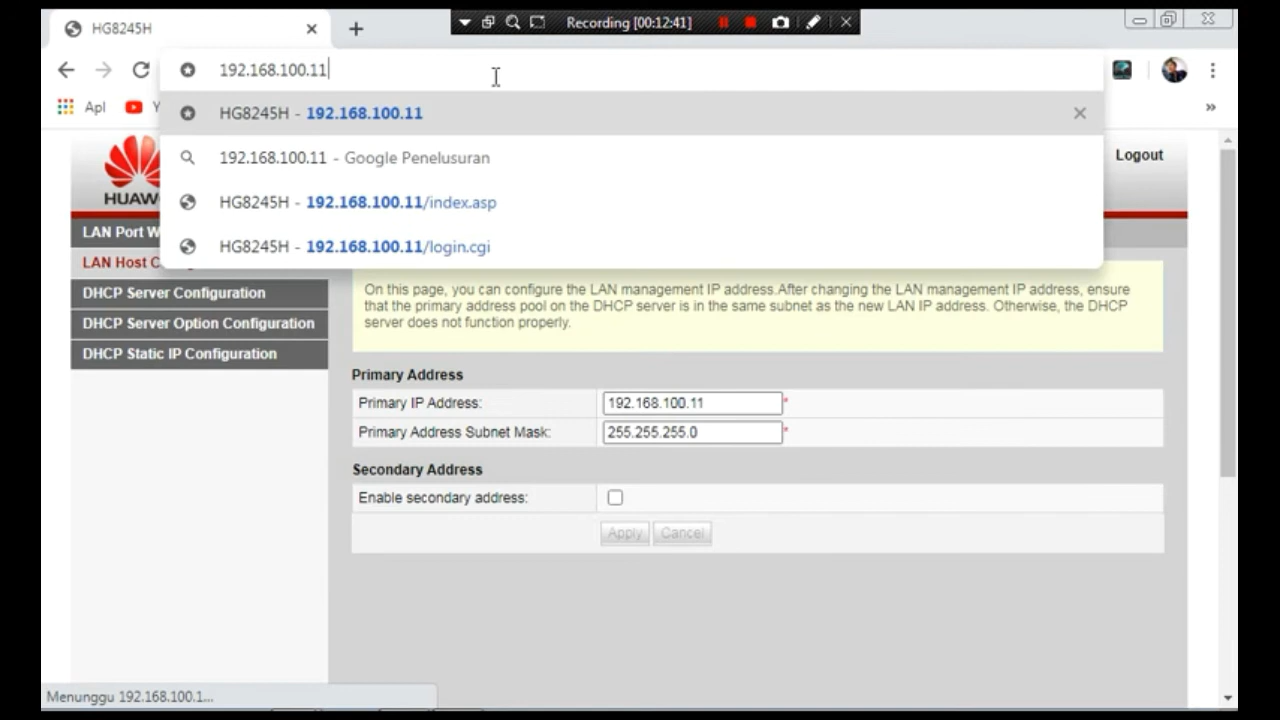 HG8245H
Recording [00:12:41]
192.168.100.11
Apl
HG8245H - 192.168.100.11
192.168.100.11 - Google Penelusuran
HG8245H - 192.168.100.11/index.asp
HG8245H - 192.168.100.11/login.cgi
Logout
HUAW
LAN Port W
LAN Host C
DHCP Server Configuration
DHCP Server Option Configuration
DHCP Static IP Configuration
On this page, you can configure the LAN management IP address.After changing the LAN management IP address, ensure
that the primary address pool on the DHCP server is in the same subnet as the new LAN IP address. Otherwise, the DHCP
server does not function properly.
Primary Address
Primary IP Address: 192.168.100.11 *
Primary Address Subnet Mask: 255.255.255.0 *
Secondary Address
Enable secondary address:
Apply Cancel
Menunggu 192.168.100.1...